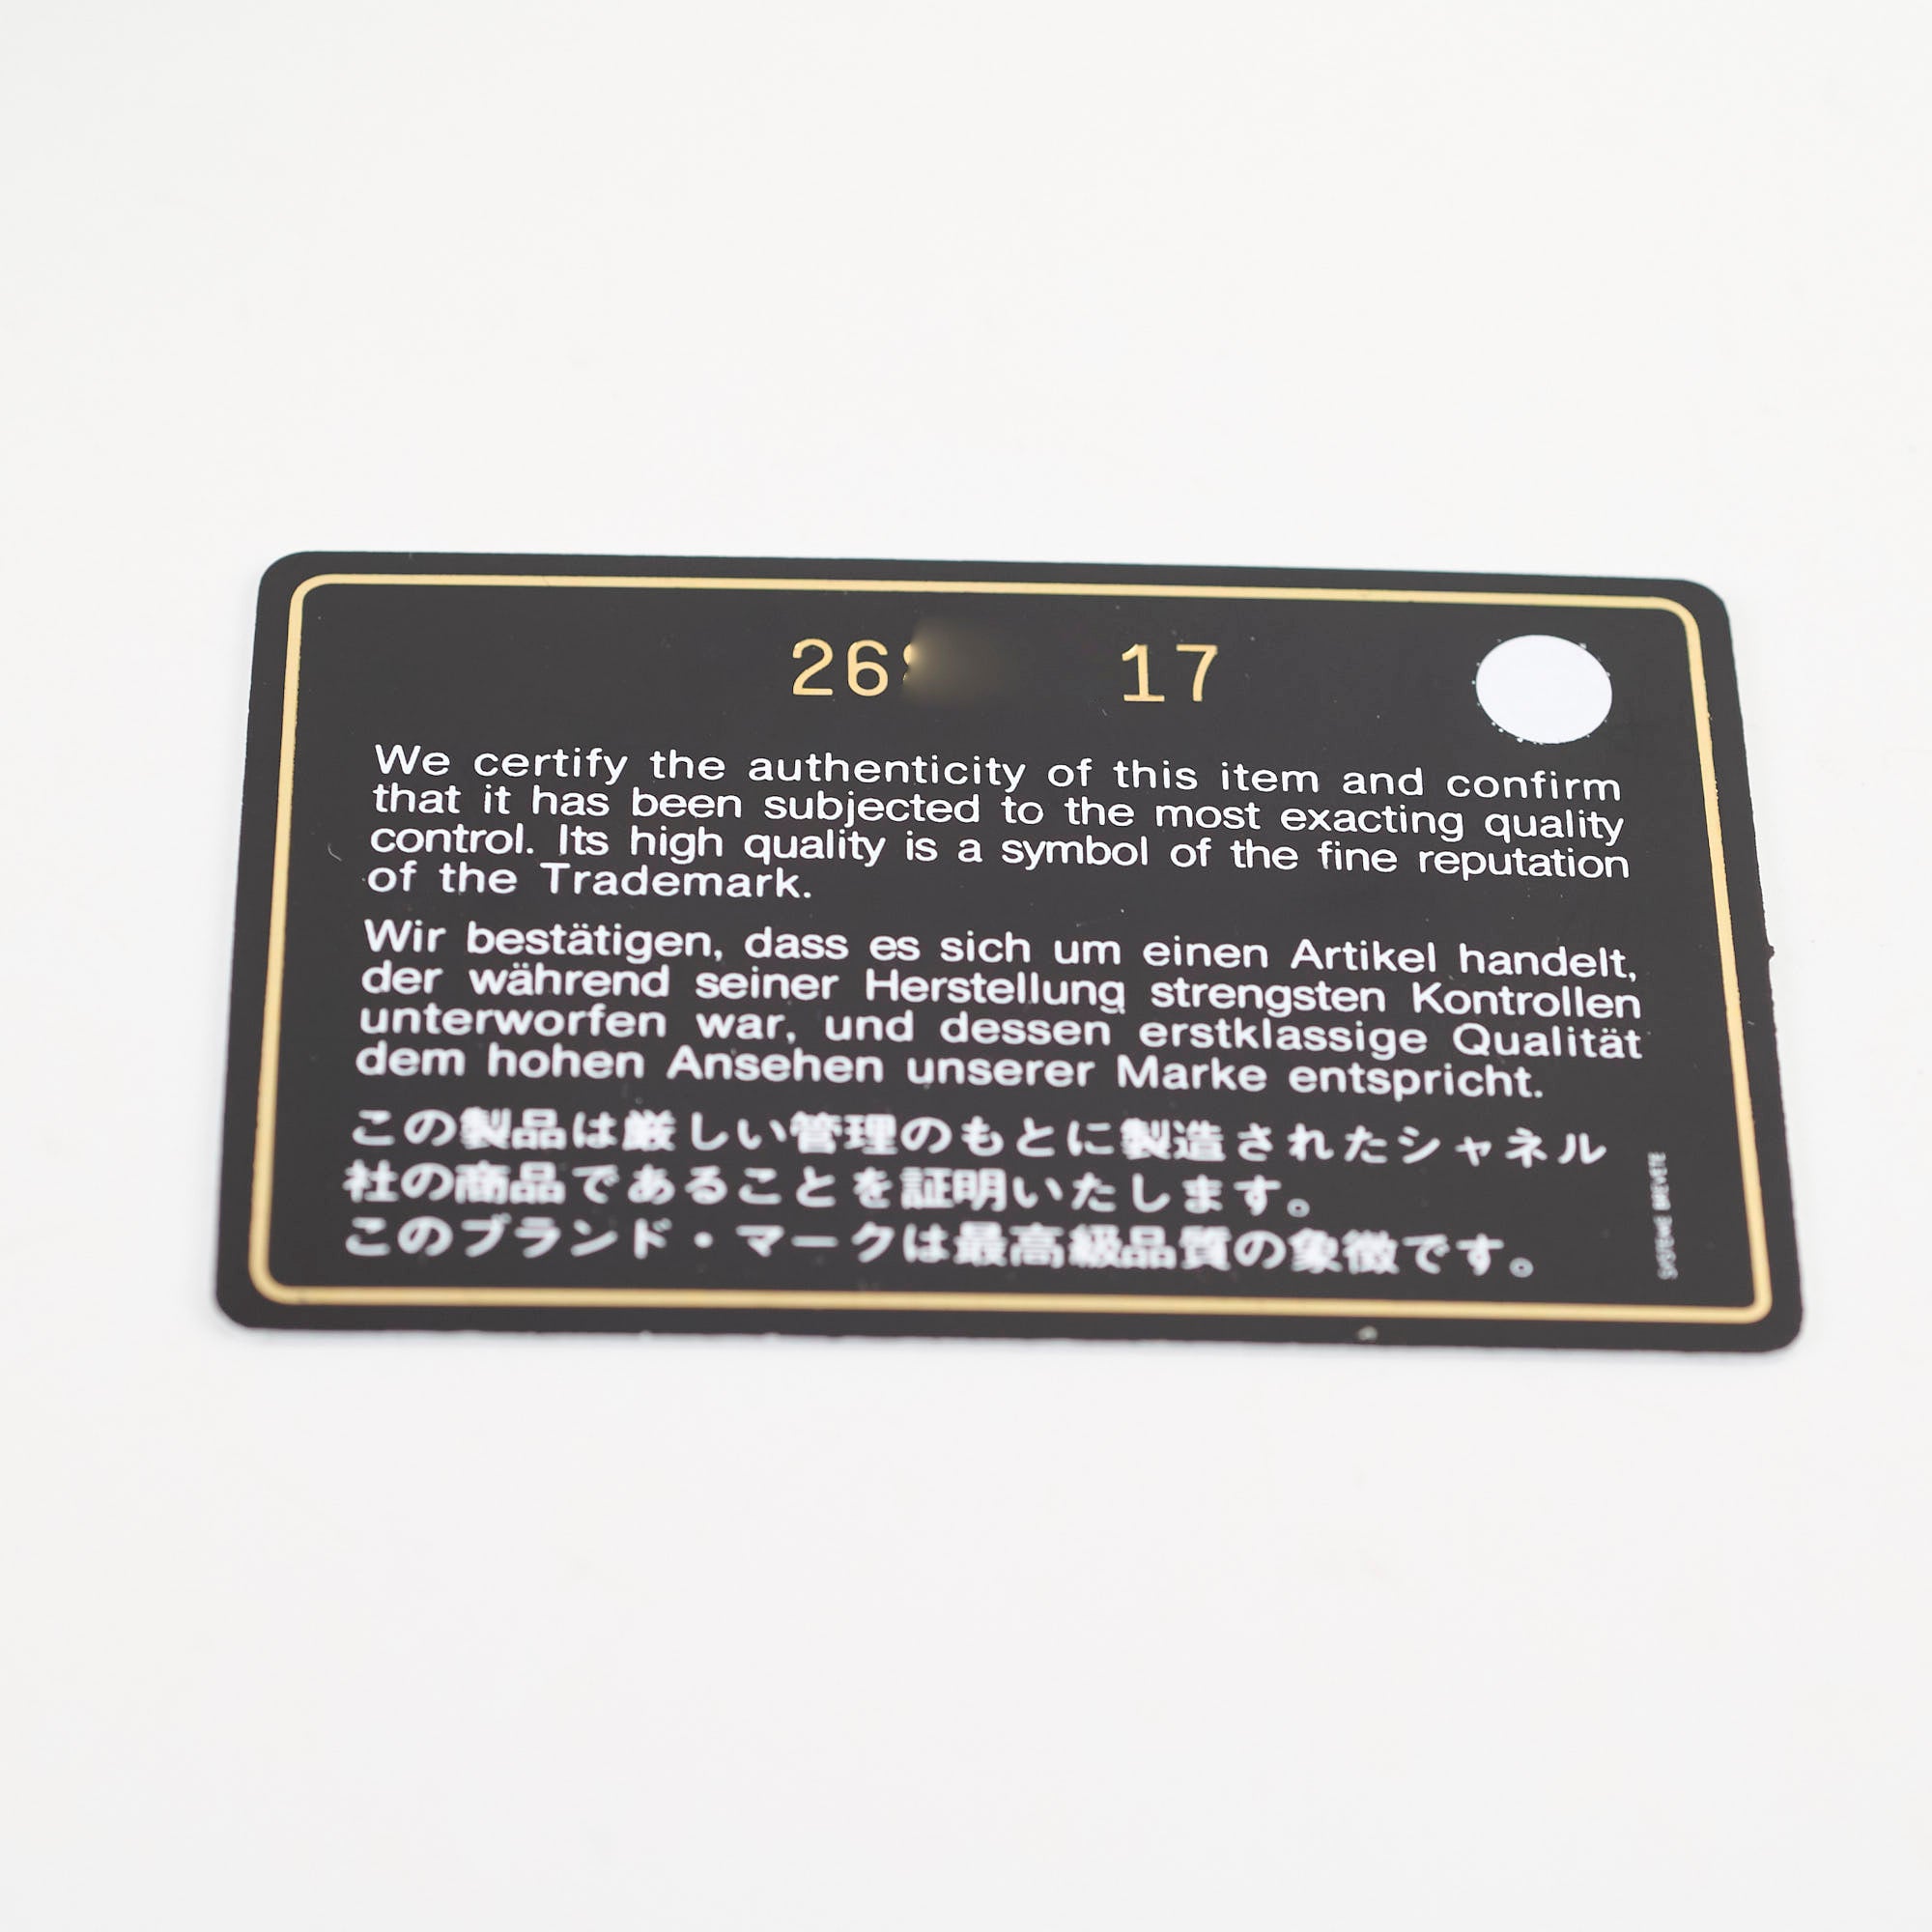 26 17
We certify the authenticity of this item and confirm
that it has been subjected to the most exacting quality
control. Its high quality is a symbol of the fine reputation
of the Trademark.
Wir bestätigen, dass es sich um einen Artikel handelt,
der während seiner Herstellung strengsten Kontrollen
unterworfen war, und dessen erstklassige Qualität
dem hohen Ansehen unserer Marke entspricht.
この製品は厳しい管理のもとに製造されたシャネル
社の商品であることを証明いたします。
このブランド・マークは最高級品質の象徴です。
SYSTEME BREVETE